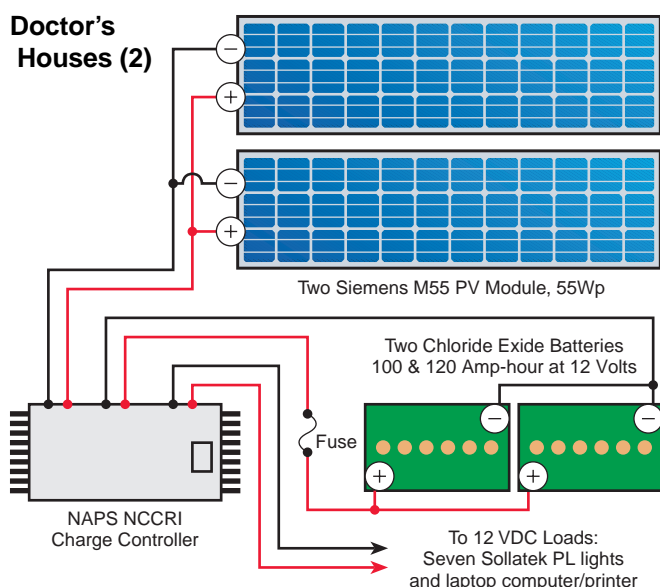 Doctor's
Houses (2)
−
+
−
+
Two Siemens M55 PV Module, 55Wp
Two Chloride Exide Batteries
100 & 120 Amp-hour at 12 Volts
Fuse
−
−
+
+
NAPS NCCRI
Charge Controller
To 12 VDC Loads:
Seven Sollatek PL lights
and laptop computer/printer